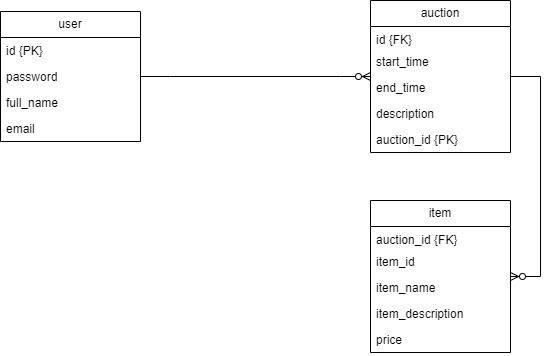 user
id {PK}
password
full_name
email
auction
id {FK}
start_time
end_time
description
auction_id {PK}
item
auction_id {FK}
item_id
item_name
item_description
price